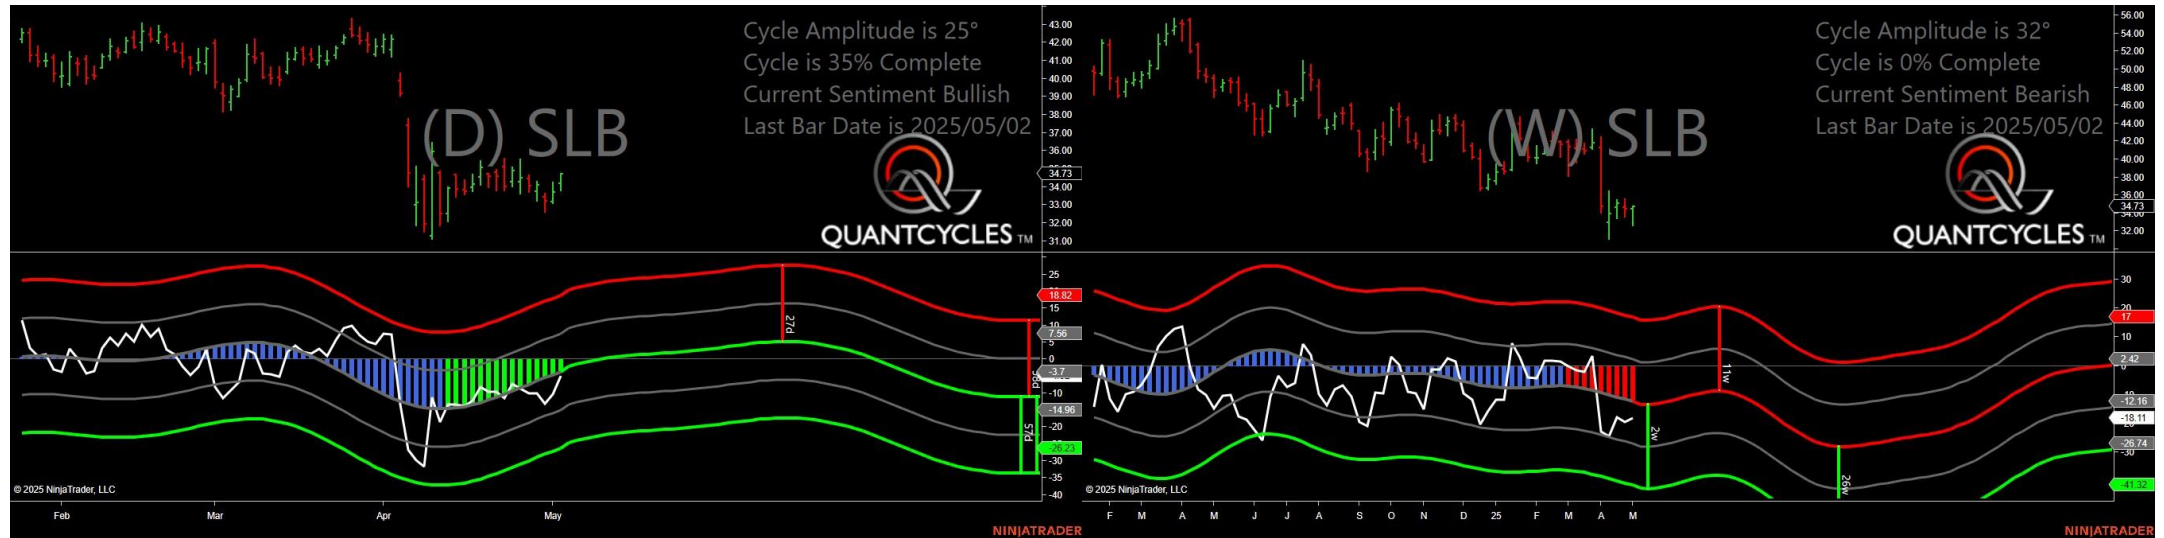 Cycle Amplitude is 25°
Cycle is 35% Complete
Current Sentiment Bullish
Last Bar Date is 2025/05/02
(D) SLB
QUANTCYCLES TM
43.00
42.00
41.00
40.00
39.00
38.00
37.00
36.00
34.73
34.00
33.00
32.00
31.00
25
18.82
15
10
7.56
5
0
-3.7
-10
-14.96
-20
-26.23
-30
-35
-40
27d
57d
© 2025 NinjaTrader, LLC
Feb
Mar
Apr
May
NINJATRADER
Cycle Amplitude is 32°
Cycle is 0% Complete
Current Sentiment Bearish
Last Bar Date is 2025/05/02
(W) SLB
QUANTCYCLES TM
56.00
54.00
52.00
50.00
48.00
46.00
44.00
42.00
40.00
38.00
36.00
34.73
34.00
32.00
30
20
17
10
2.42
0
-12.16
-18.11
-26.74
-30
-41.32
11w
2w
26w
© 2025 NinjaTrader, LLC
F
M
A
M
J
J
A
S
O
N
D
25
F
M
A
M
NINJATRADER